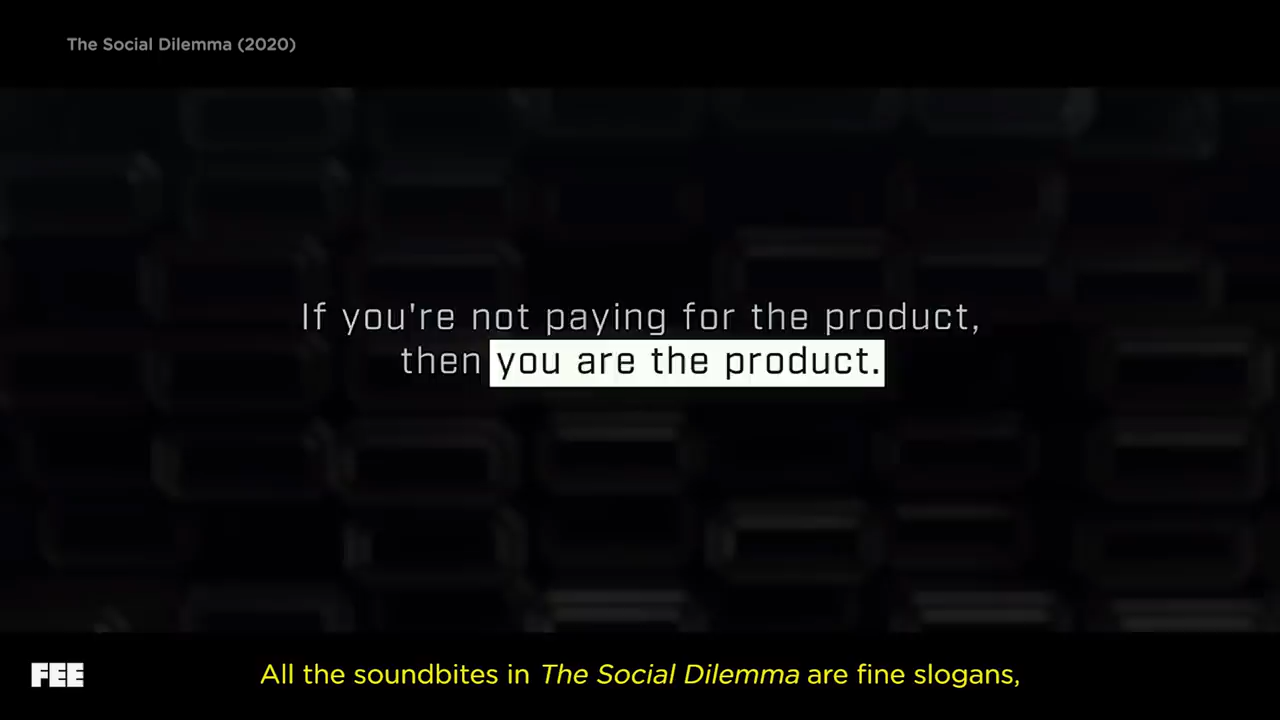 The Social Dilemma (2020)
If you're not paying for the product,
then you are the product.
FEE
All the soundbites in The Social Dilemma are fine slogans,